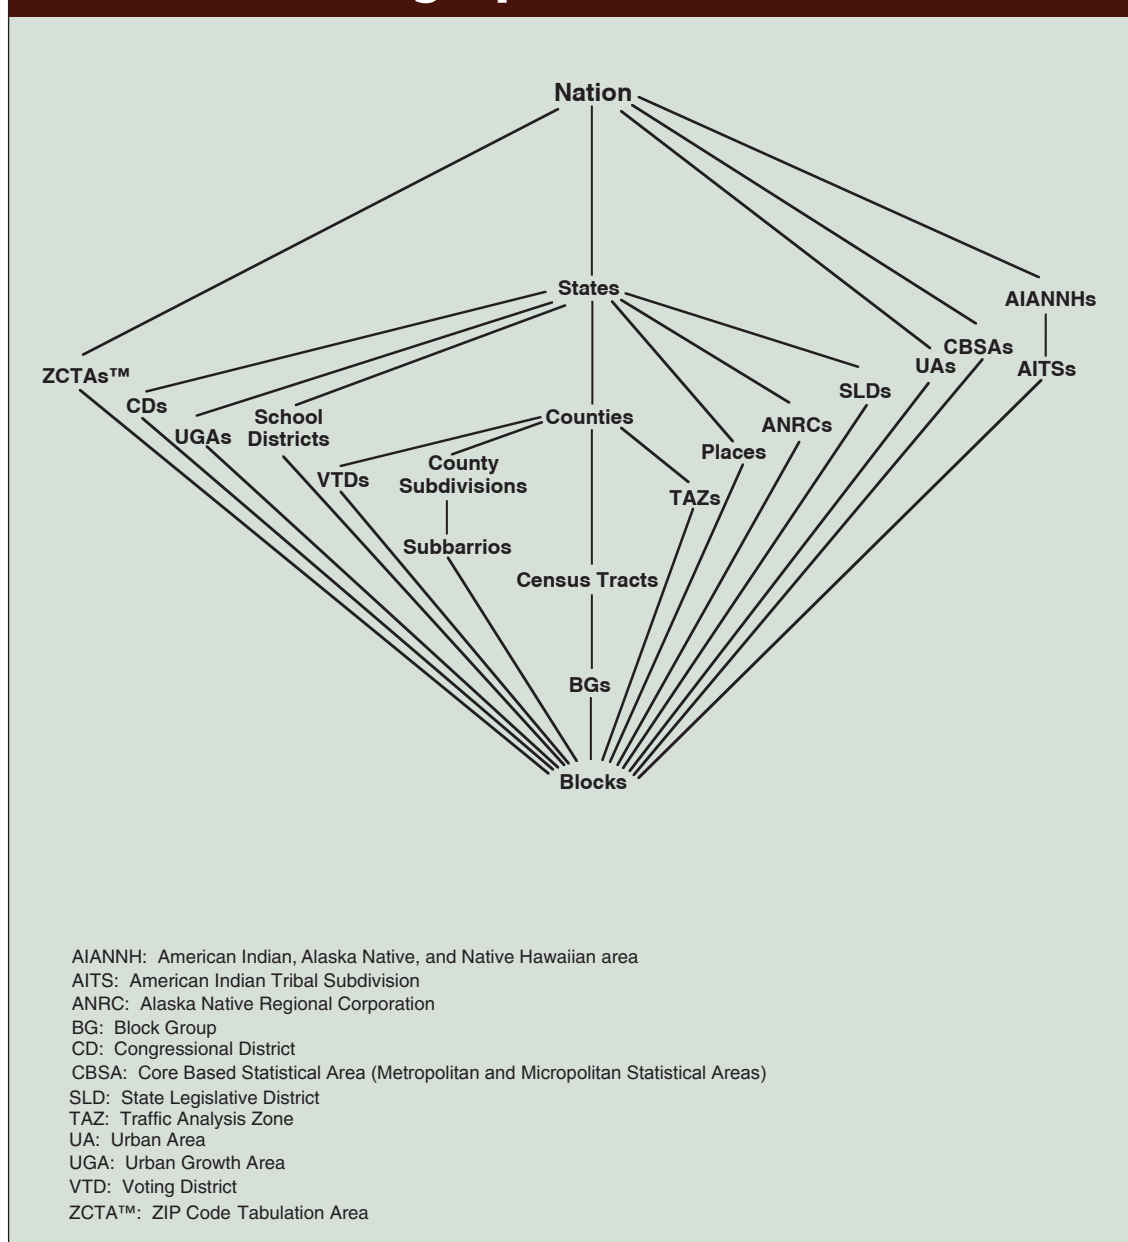 Nation
States
AIANNHs
CBSAs
UAs
AITSs
ZCTAs™
SLDs
CDs
UGAs
School
Districts
Counties
ANRCs
Places
VTDs
County
Subdivisions
TAZs
Subbarrios
Census Tracts
BGs
Blocks
AIANNH: American Indian, Alaska Native, and Native Hawaiian area
AITS: American Indian Tribal Subdivision
ANRC: Alaska Native Regional Corporation
BG: Block Group
CD: Congressional District
CBSA: Core Based Statistical Area (Metropolitan and Micropolitan Statistical Areas)
SLD: State Legislative District
TAZ: Traffic Analysis Zone
UA: Urban Area
UGA: Urban Growth Area
VTD: Voting District
ZCTA™: ZIP Code Tabulation Area